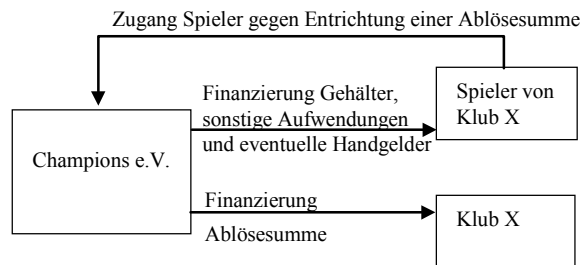 Zugang Spieler gegen Entrichtung einer Ablösesumme
Finanzierung Gehälter,
sonstige Aufwendungen
und eventuelle Handgelder
Spieler von
Klub X
Champions e.V.
Finanzierung
Ablösesumme
Klub X